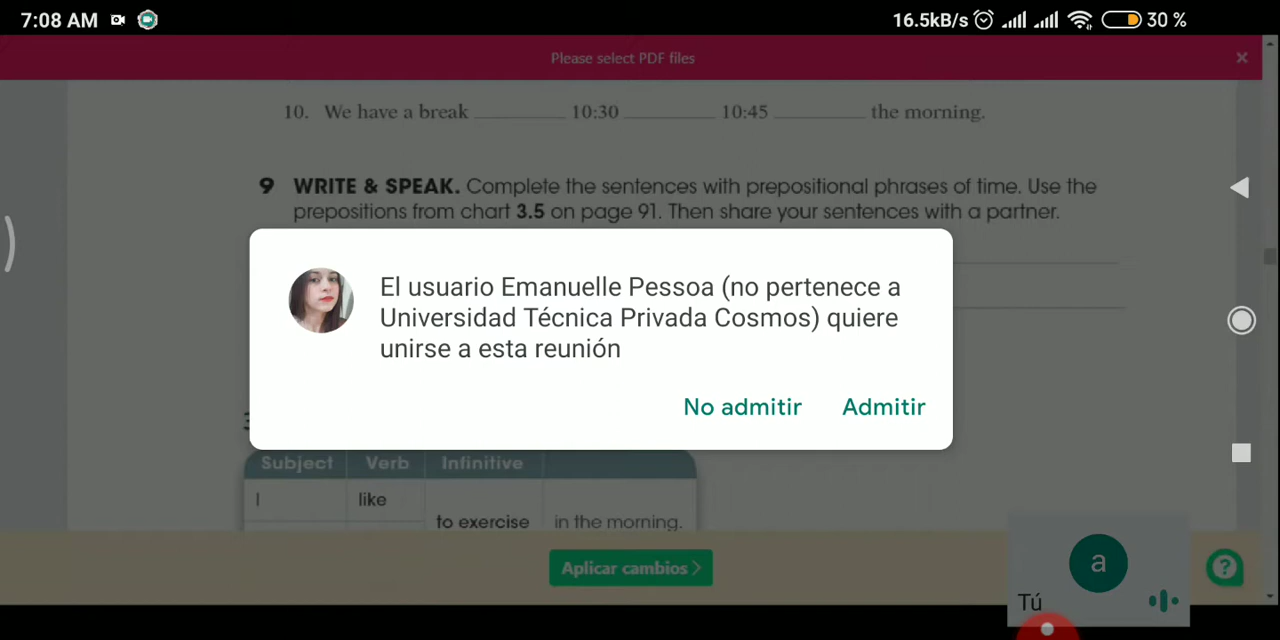 7:08 AM 16.5kB/s 30 %
Please select PDF files ×
10. We have a break ________ 10:30 ________ 10:45 ________ the morning.
9 WRITE & SPEAK. Complete the sentences with prepositional phrases of time. Use the
prepositions from chart 3.5 on page 91. Then share your sentences with a partner.
El usuario Emanuelle Pessoa (no pertenece a
Universidad Técnica Privada Cosmos) quiere
unirse a esta reunión
No admitir Admitir
Subject Verb Infinitive
I like
to exercise in the morning.
Aplicar cambios >
a
Tú
?